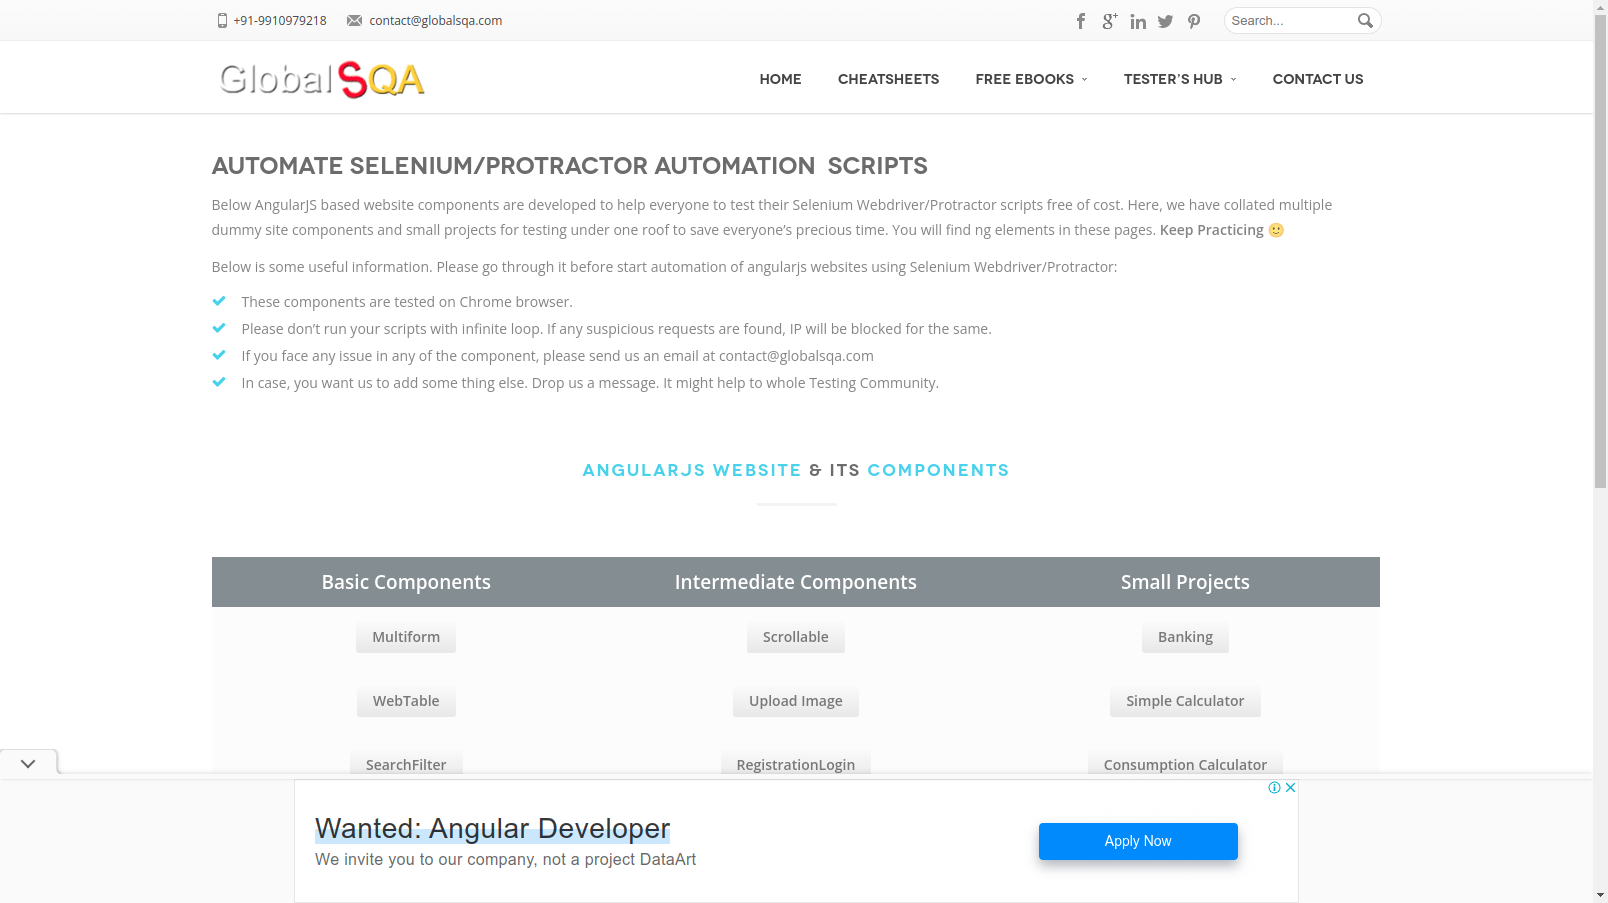 +91-9910979218 contact@globalsqa.com
Search...
GlobalSQA
HOME CHEATSHEETS FREE EBOOKS TESTER’S HUB CONTACT US
AUTOMATE SELENIUM/PROTRACTOR AUTOMATION SCRIPTS
Below AngularJS based website components are developed to help everyone to test their Selenium Webdriver/Protractor scripts free of cost. Here, we have collated multiple
dummy site components and small projects for testing under one roof to save everyone’s precious time. You will find ng elements in these pages. Keep Practicing 🙂
Below is some useful information. Please go through it before start automation of angularjs websites using Selenium Webdriver/Protractor:
These components are tested on Chrome browser.
Please don’t run your scripts with infinite loop. If any suspicious requests are found, IP will be blocked for the same.
If you face any issue in any of the component, please send us an email at contact@globalsqa.com
In case, you want us to add some thing else. Drop us a message. It might help to whole Testing Community.
ANGULARJS WEBSITE & ITS COMPONENTS
Basic Components Intermediate Components Small Projects
Multiform Scrollable Banking
WebTable Upload Image Simple Calculator
SearchFilter RegistrationLogin Consumption Calculator
Wanted: Angular Developer
We invite you to our company, not a project DataArt
Apply Now